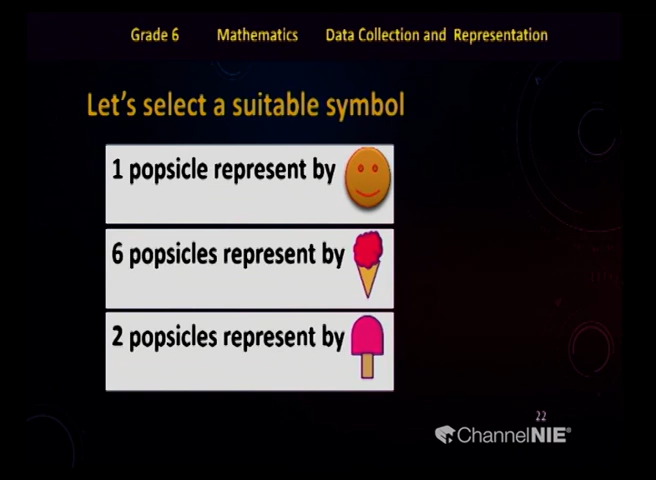 Grade 6 Mathematics Data Collection and Representation
Let's select a suitable symbol
1 popsicle represent by
6 popsicles represent by
2 popsicles represent by
22
ChannelNIE